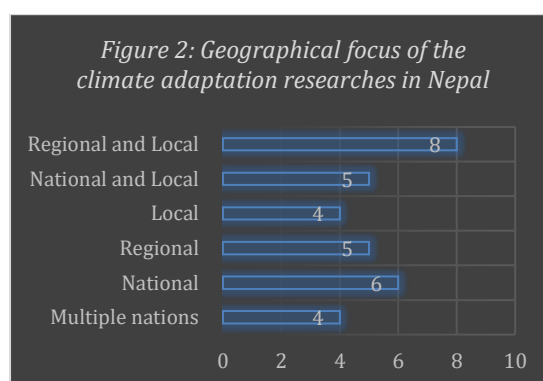 Figure 2: Geographical focus of the
climate adaptation researches in Nepal
Regional and Local 8
National and Local 5
Local 4
Regional 5
National 6
Multiple nations 4
0 2 4 6 8 10